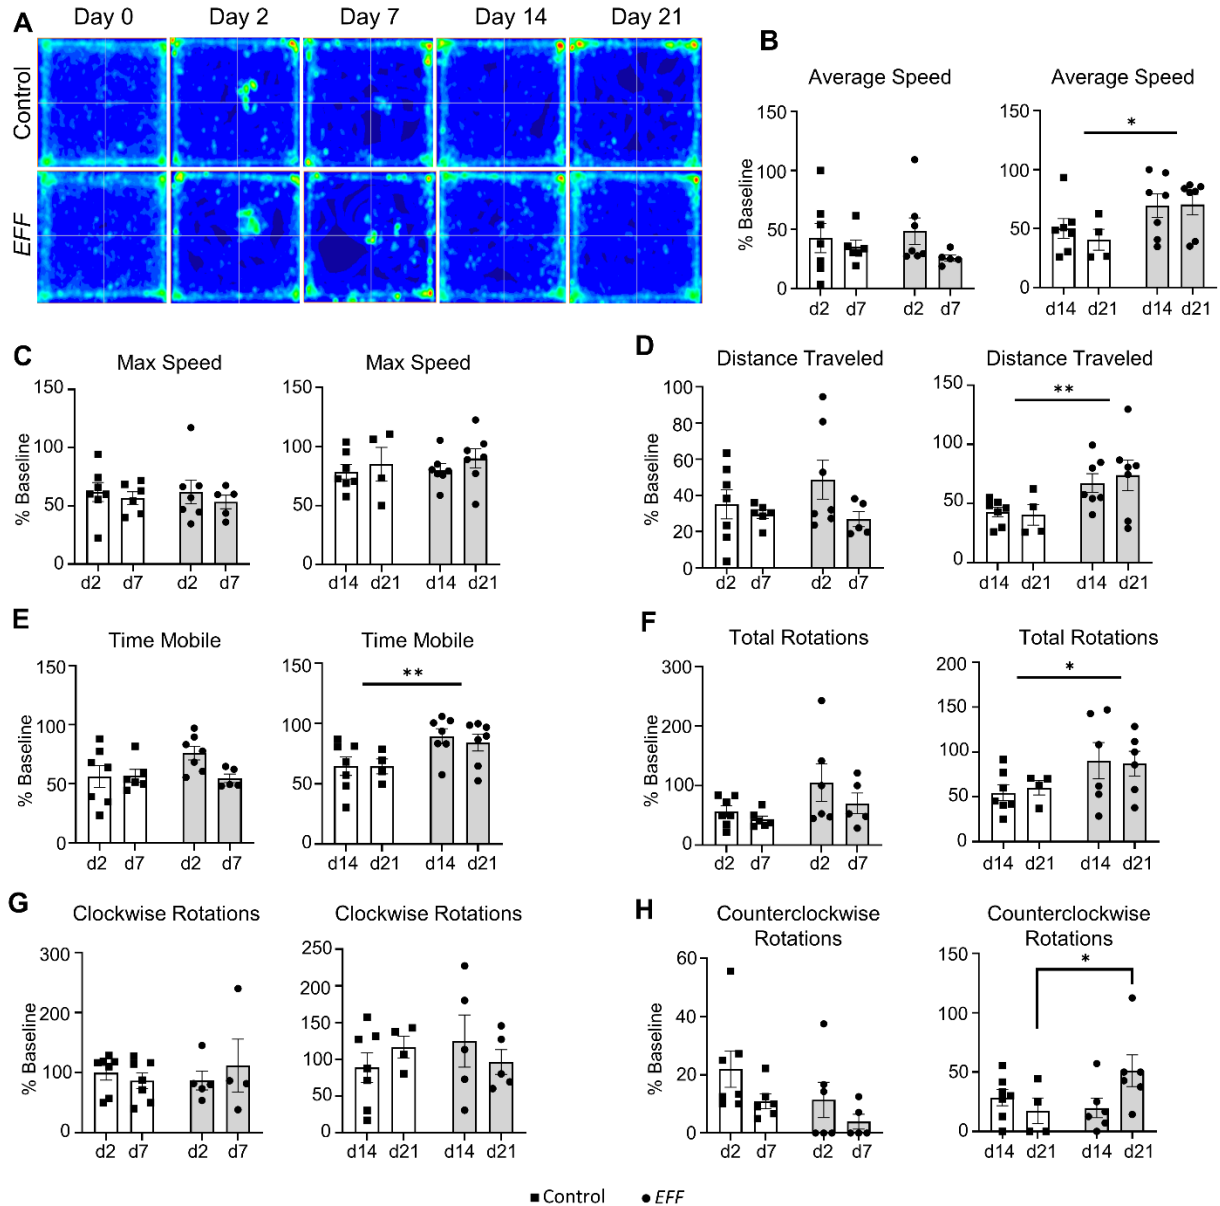 A
Day 0 Day 2 Day 7 Day 14 Day 21
Control
EFF
B
Average Speed
% Baseline
150
100
50
0
d2 d7 d2 d7
Average Speed
*
150
100
50
0
d14 d21 d14 d21
C
Max Speed
% Baseline
150
100
50
0
d2 d7 d2 d7
Max Speed
150
100
50
0
d14 d21 d14 d21
D
Distance Traveled
% Baseline
100
80
60
40
20
0
d2 d7 d2 d7
Distance Traveled
**
150
100
50
0
d14 d21 d14 d21
E
Time Mobile
% Baseline
150
100
50
0
d2 d7 d2 d7
Time Mobile
**
150
100
50
0
d14 d21 d14 d21
F
Total Rotations
% Baseline
300
200
100
0
d2 d7 d2 d7
Total Rotations
*
200
150
100
50
0
d14 d21 d14 d21
G
Clockwise Rotations
% Baseline
300
200
100
0
d2 d7 d2 d7
Clockwise Rotations
250
200
150
100
50
0
d14 d21 d14 d21
H
Counterclockwise
Rotations
% Baseline
60
40
20
0
d2 d7 d2 d7
Counterclockwise
Rotations
*
150
100
50
0
d14 d21 d14 d21
Control EFF